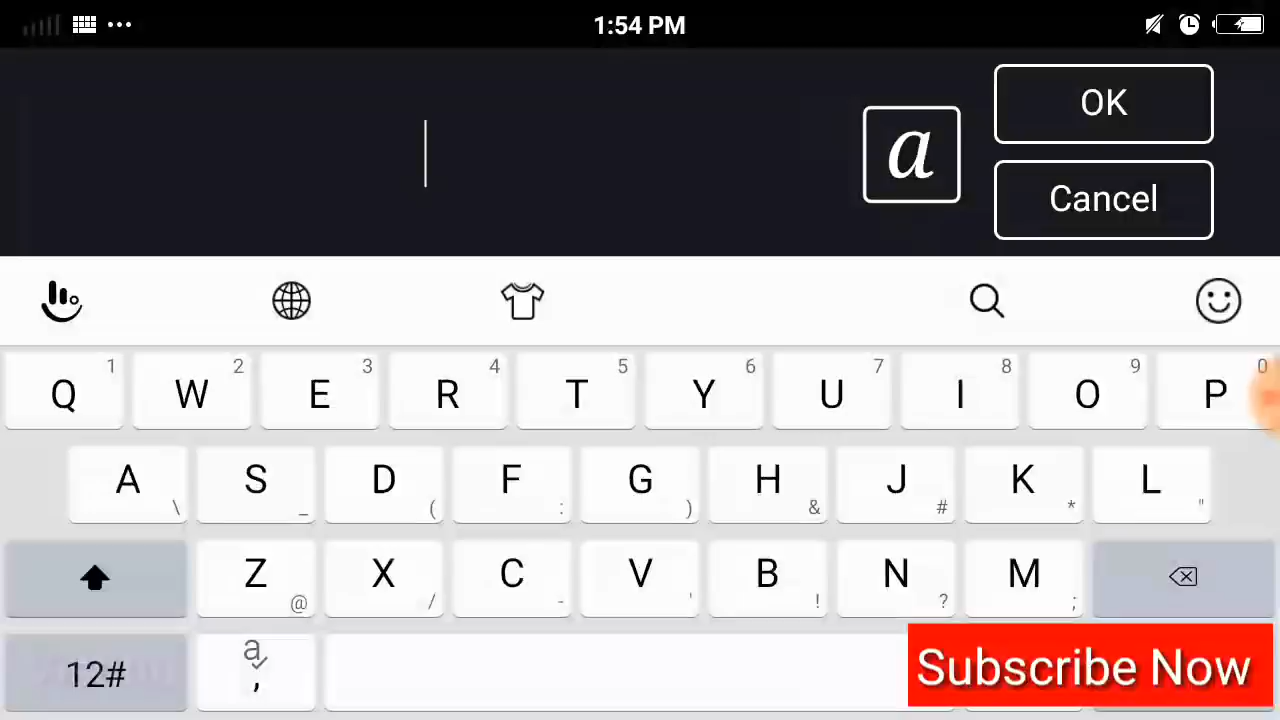 1:54 PM
OK
a
Cancel
1 2 3 4 5 6 7 8 9 0
Q W E R T Y U I O P
A S D F G H J K L
\ _ ( : ) & # * "
Z X C V B N M
@ / - ' ! ? ;
12# a ,
Subscribe Now